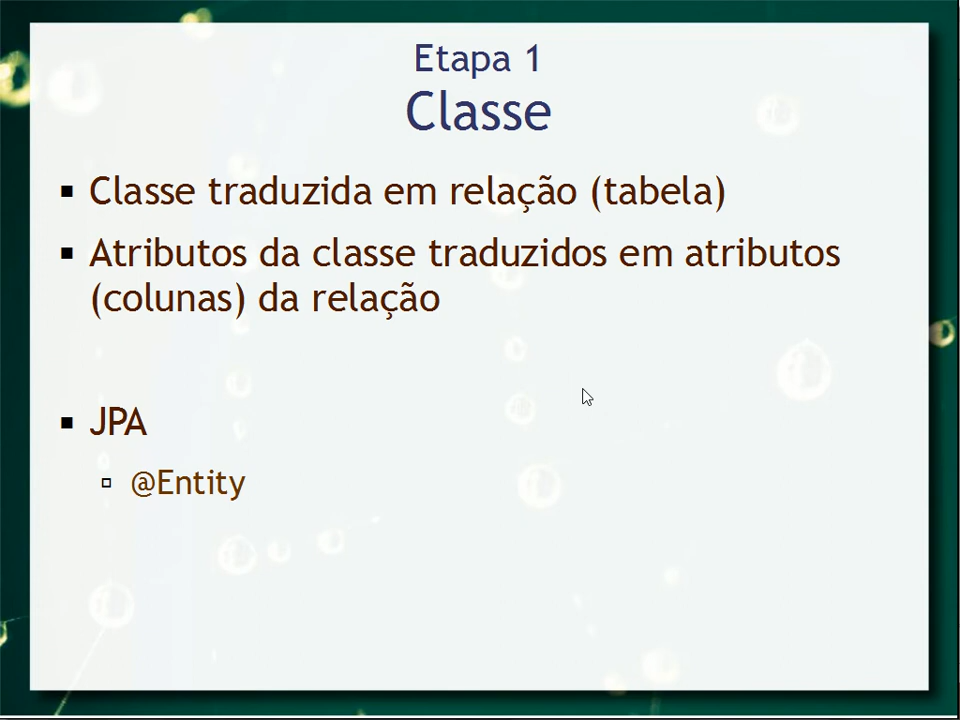 Etapa 1
Classe
Classe traduzida em relação (tabela)
Atributos da classe traduzidos em atributos
(colunas) da relação
JPA
@Entity